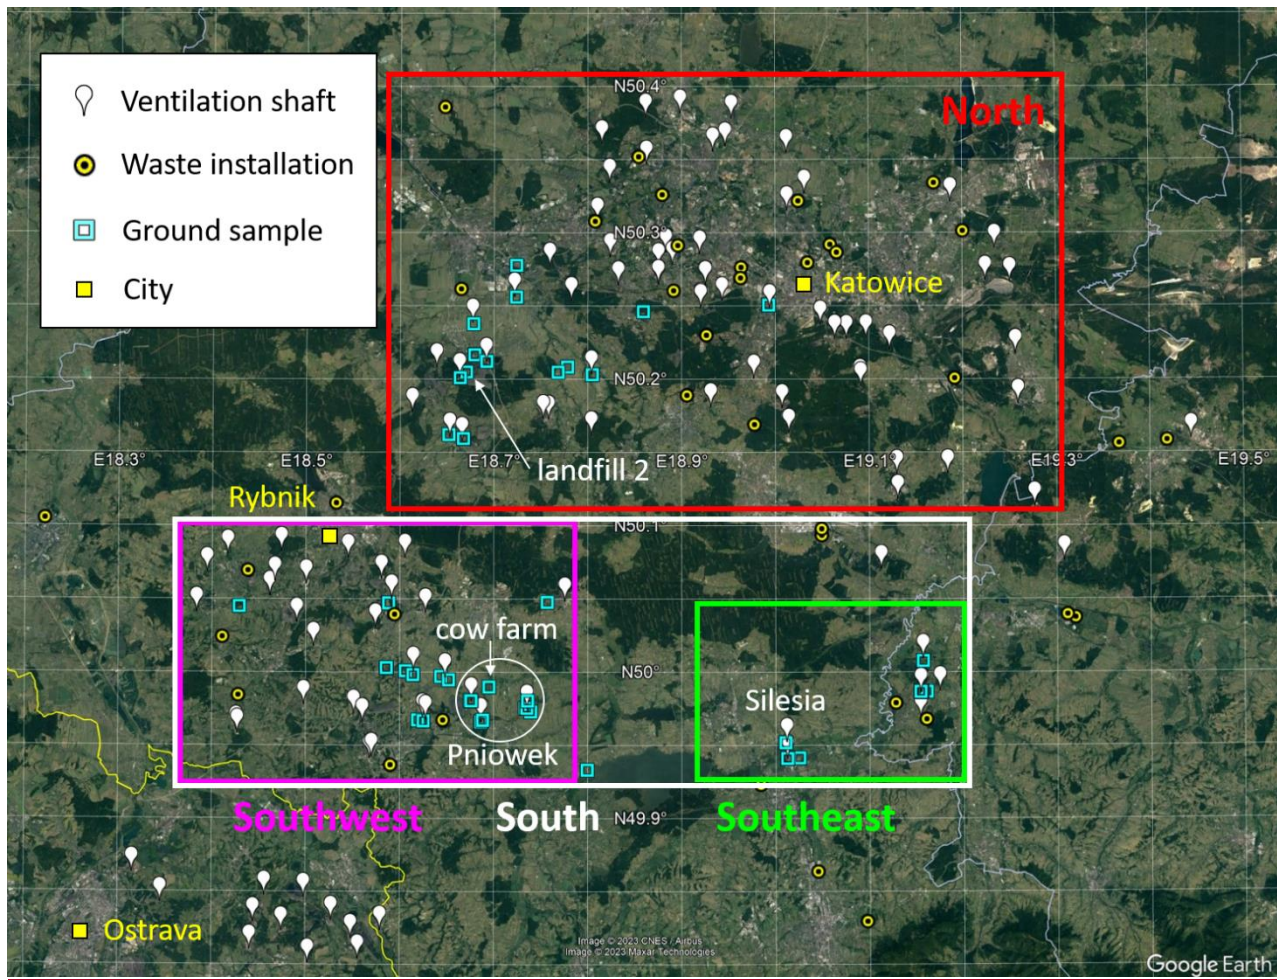 Ventilation shaft
Waste installation
Ground sample
City
N50.4°
North
N50.3°
Katowice
N50.2°
E18.3°
E18.5°
E18.7°
E18.9°
E19.1°
E19.3°
E19.5°
landfill 2
Rybnik
N50.1°
cow farm
N50°
Silesia
Pniowek
Southwest
South
N49.9°
Southeast
Ostrava
Image © 2023 CNES / Airbus
Image © 2023 Maxar Technologies
Google Earth